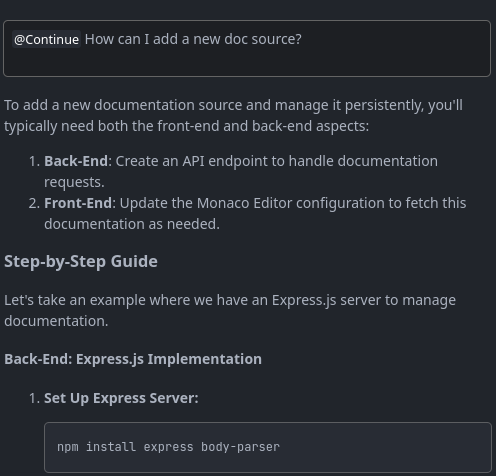 @Continue How can I add a new doc source?
To add a new documentation source and manage it persistently, you'll
typically need both the front-end and back-end aspects:
1. Back-End: Create an API endpoint to handle documentation
requests.
2. Front-End: Update the Monaco Editor configuration to fetch this
documentation as needed.
Step-by-Step Guide
Let's take an example where we have an Express.js server to manage
documentation.
Back-End: Express.js Implementation
1. Set Up Express Server:
npm install express body-parser